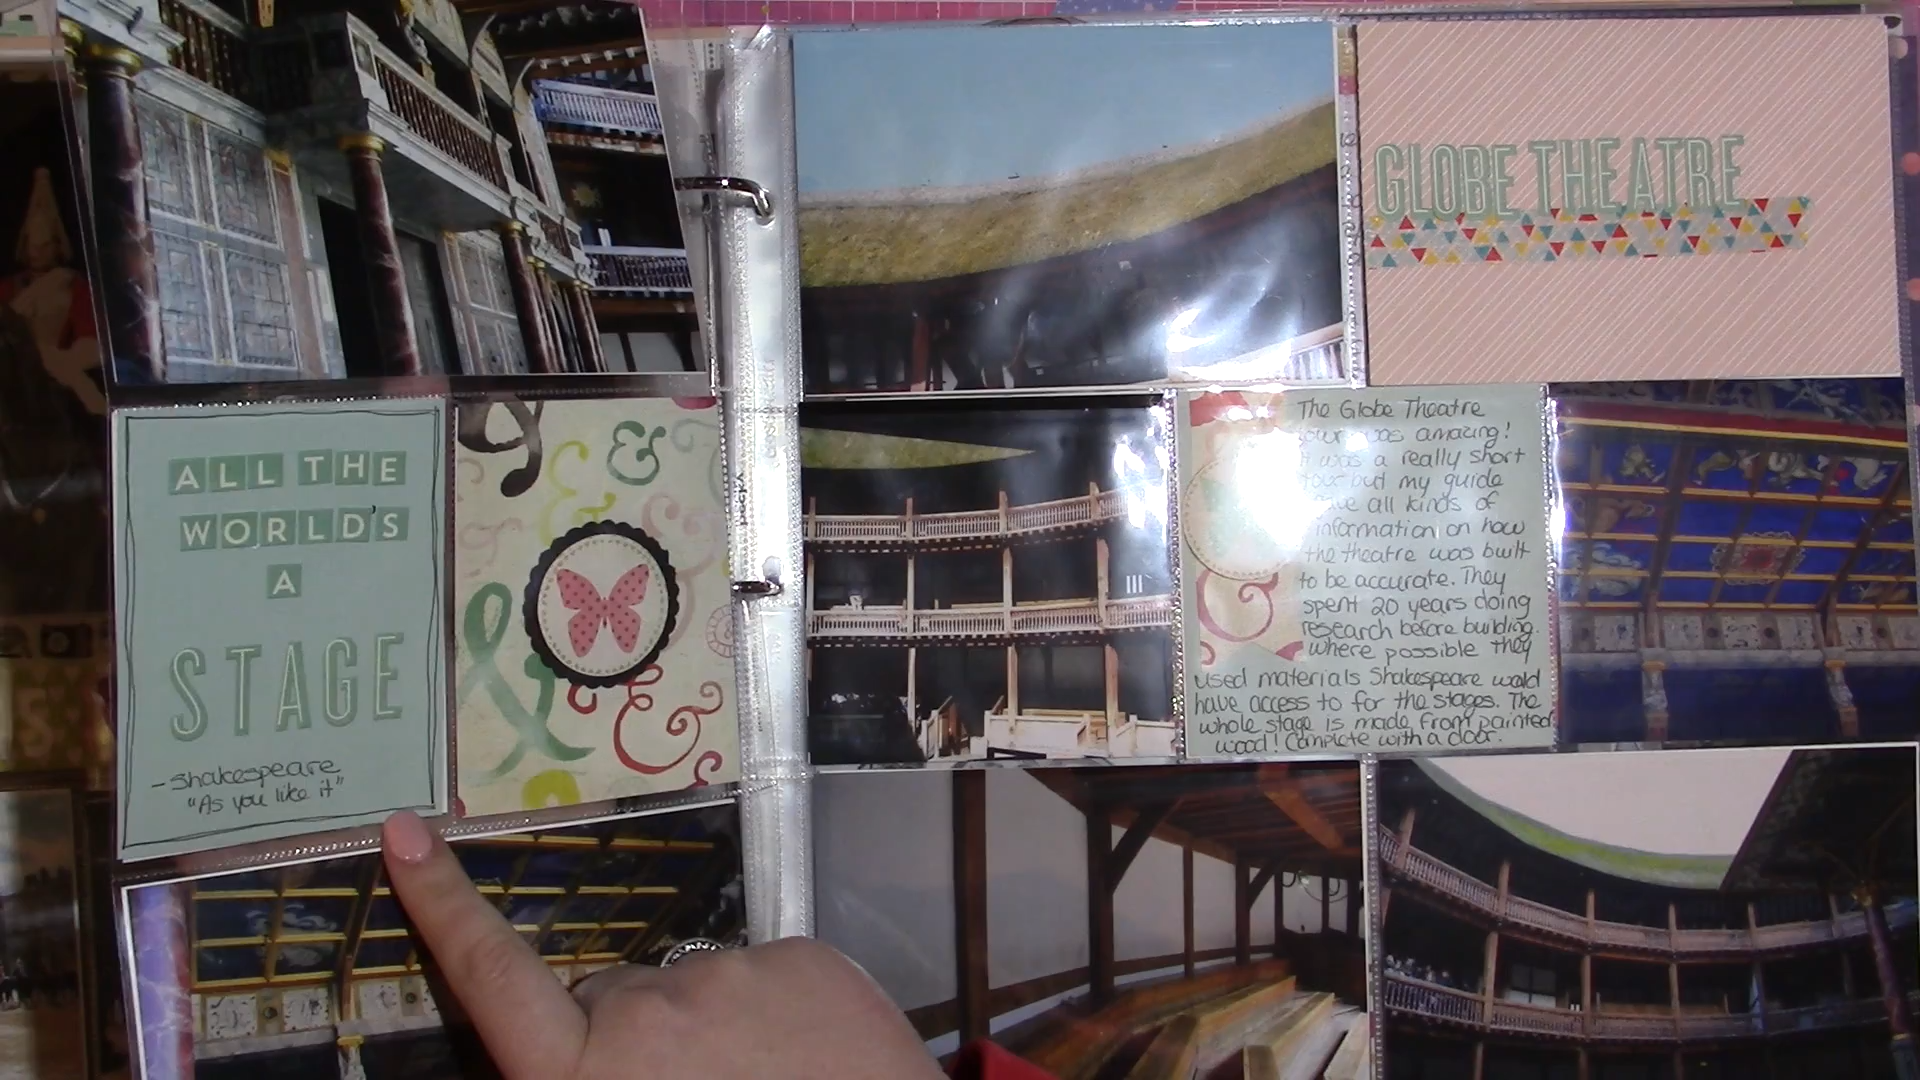 ALL THE
WORLD'S
A
STAGE
-Shakespeare
"As you like it"
GLOBE THEATRE
The Globe Theatre
tour was amazing!
It was a really short
tour but my guide
gave all kinds of
information on how
the theatre was built
to be accurate. They
spent 20 years doing
research before building.
Where possible they
used materials Shakespeare would
have access to for the stages. The
whole stage is made from painted
wood! Complete with a door.
III